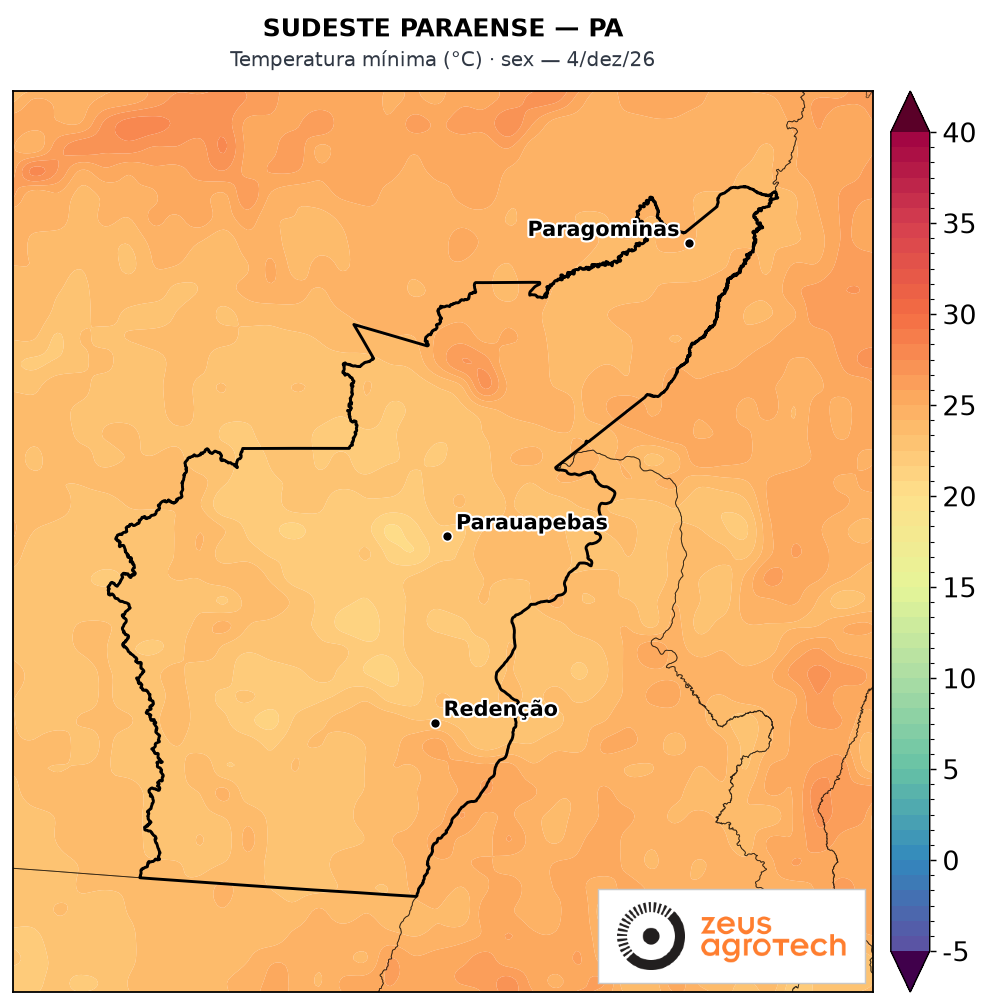 SUDESTE PARAENSE — PA
Temperatura mínima (°C) · sex — 4/dez/26
Paragominas
Parauapebas
Redenção
40
35
30
25
20
15
10
5
0
-5
zeus
agrotech